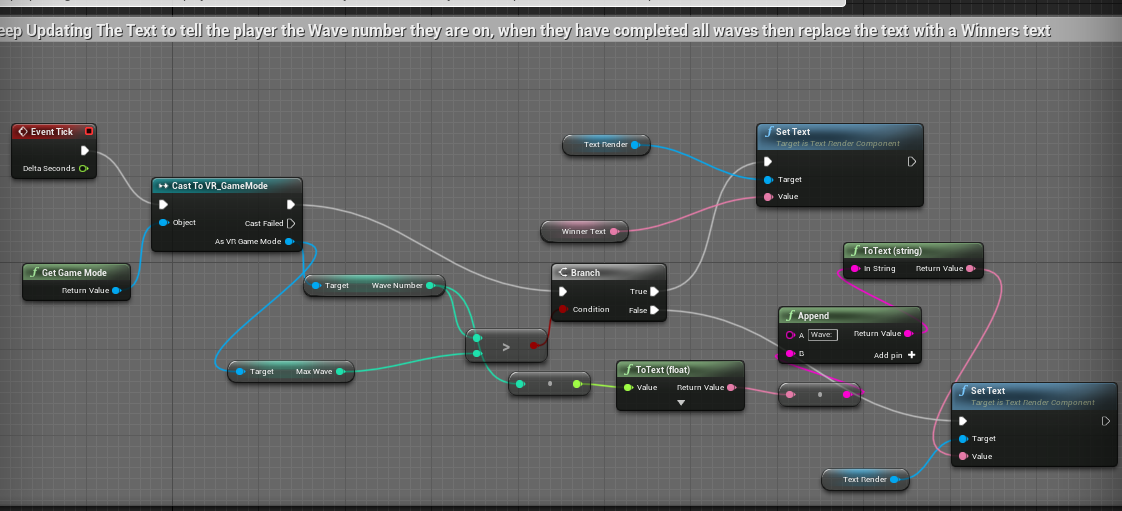 eep Updating The Text to tell the player the Wave number they are on, when they have completed all waves then replace the text with a Winners text
Event Tick
Delta Seconds
Cast To VR_GameMode
Object
Cast Failed
As VR Game Mode
Get Game Mode
Return Value
Target Wave Number
Target Max Wave
>
Branch
Condition
True
False
Text Render
Winner Text
Set Text
Target is Text Render Component
Target
Value
ToText (float)
Value Return Value
ToText (string)
In String Return Value
Append
A Wave: Return Value
B Add pin +
Set Text
Target is Text Render Component
Target
Value
Text Render